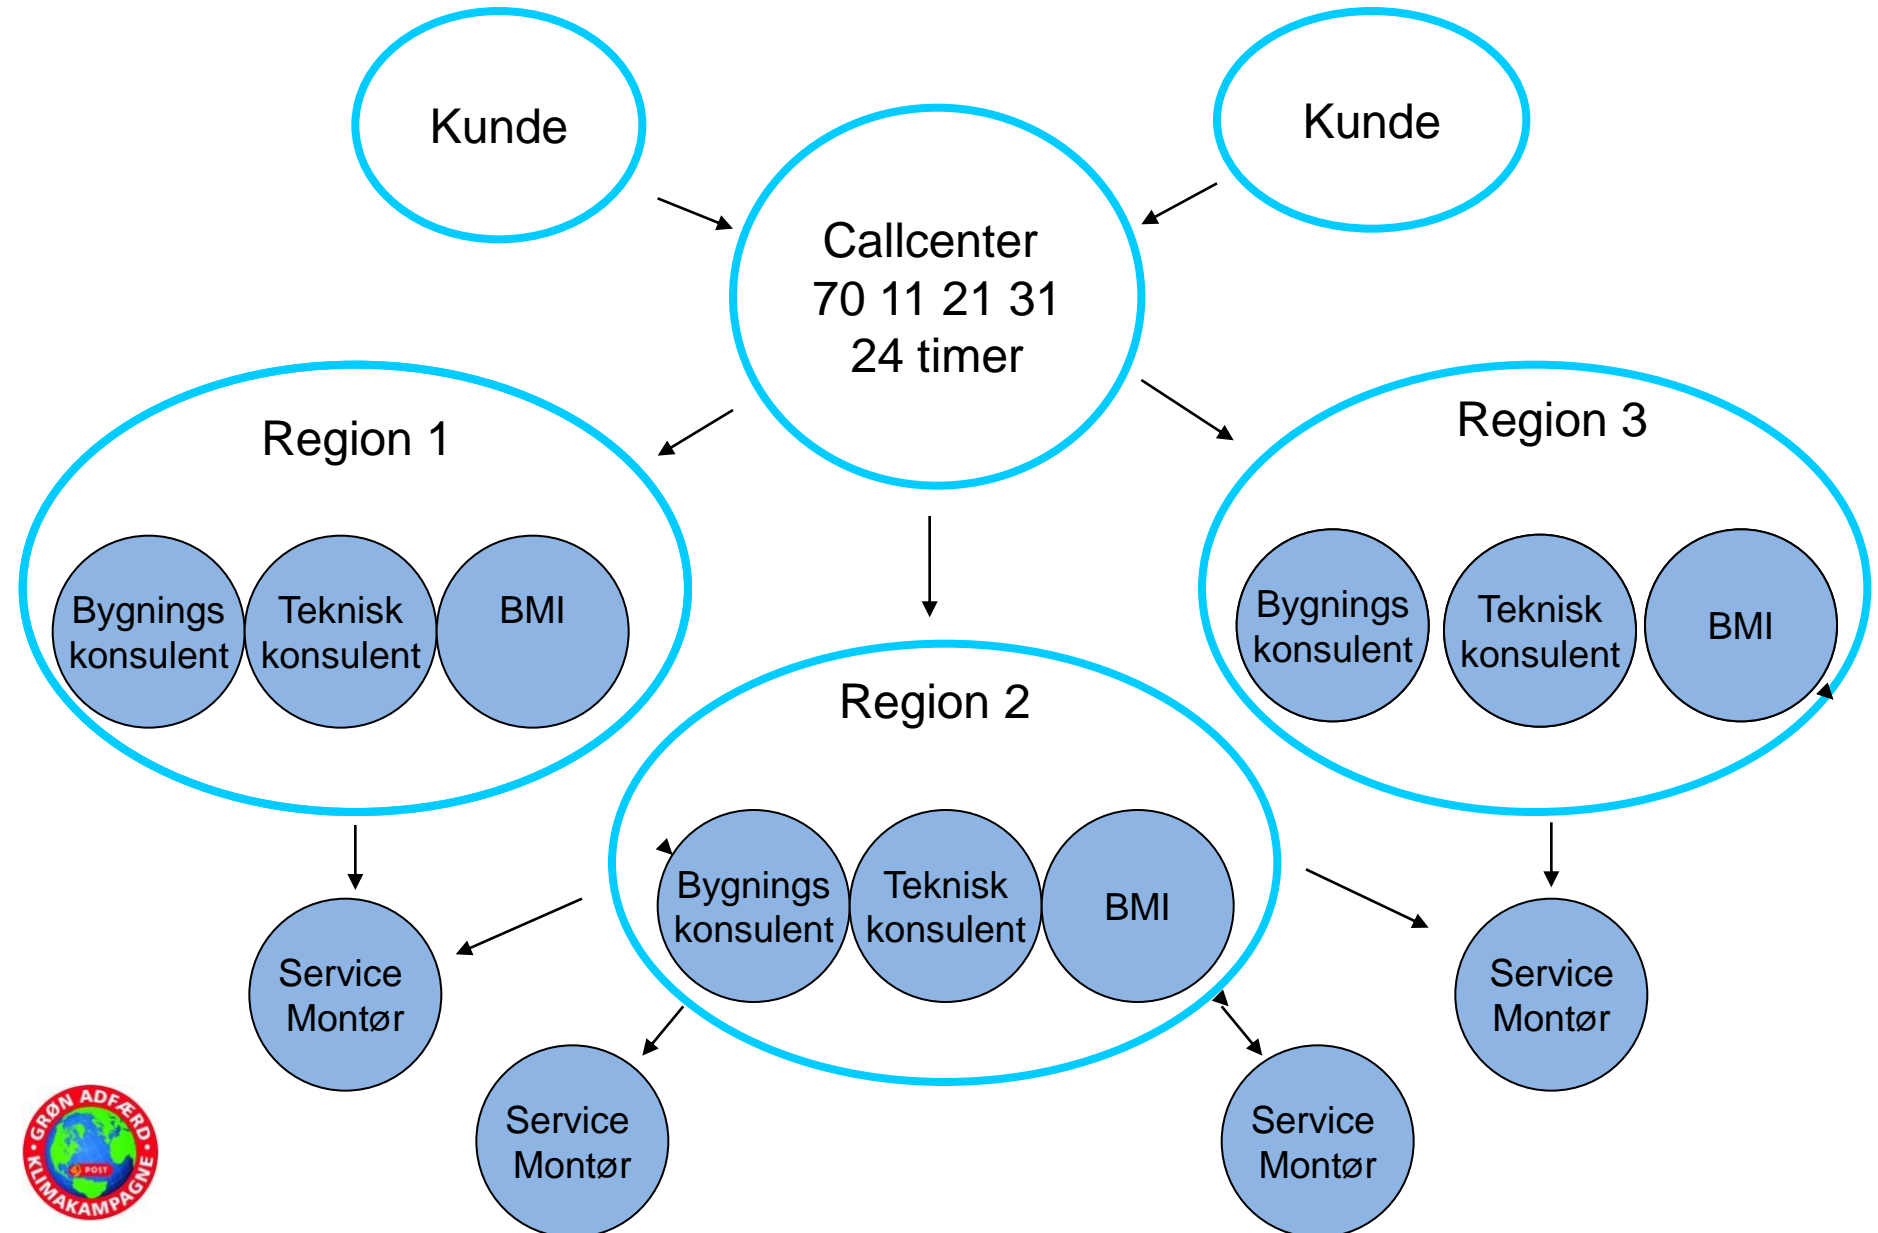 Kunde
Kunde
Callcenter
70 11 21 31
24 timer
Region 1
Bygnings
konsulent
Teknisk
konsulent
BMI
Region 3
Bygnings
konsulent
Teknisk
konsulent
BMI
Region 2
Bygnings
konsulent
Teknisk
konsulent
BMI
Service
Montør
Service
Montør
Service
Montør
Service
Montør
GRØN ADFÆRD
KLIMAKAMPAGNE
POST